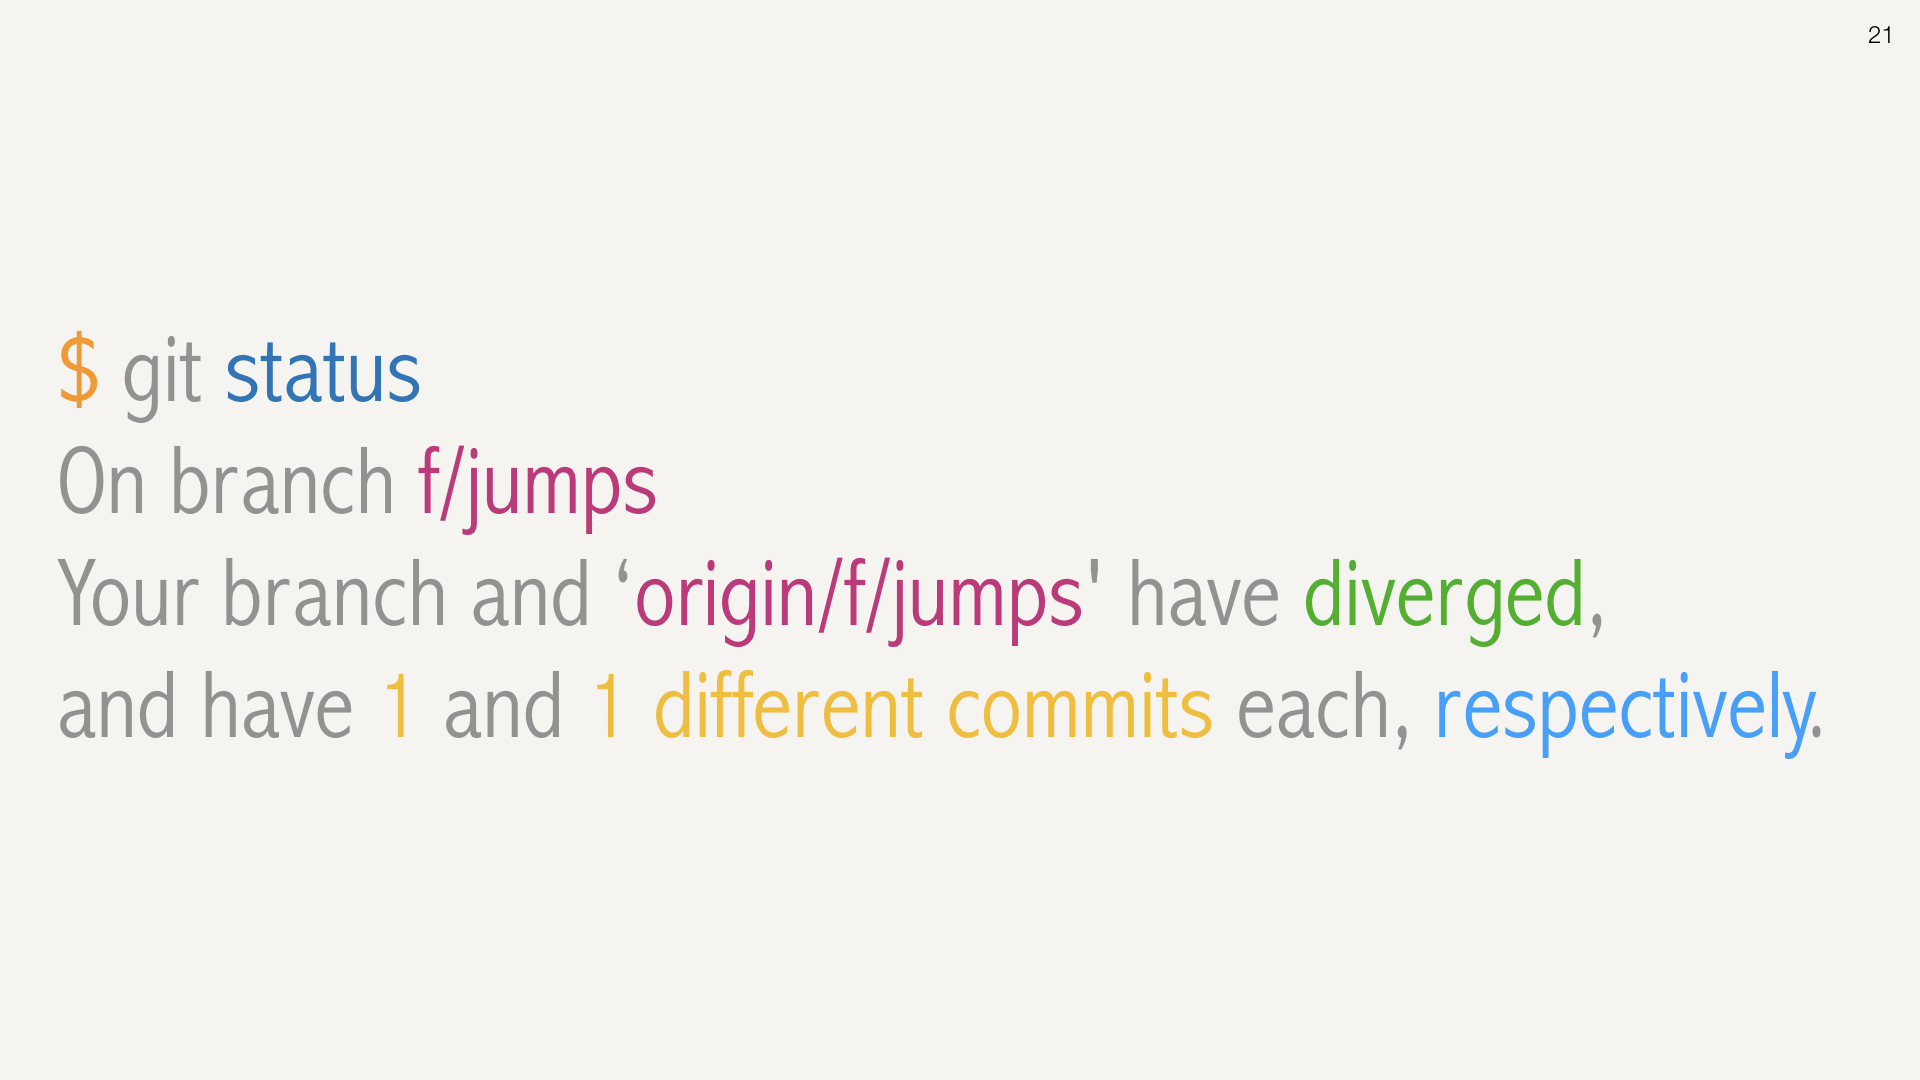 21
$ git status
On branch f/jumps
Your branch and ‘origin/f/jumps' have diverged,
and have 1 and 1 different commits each, respectively.